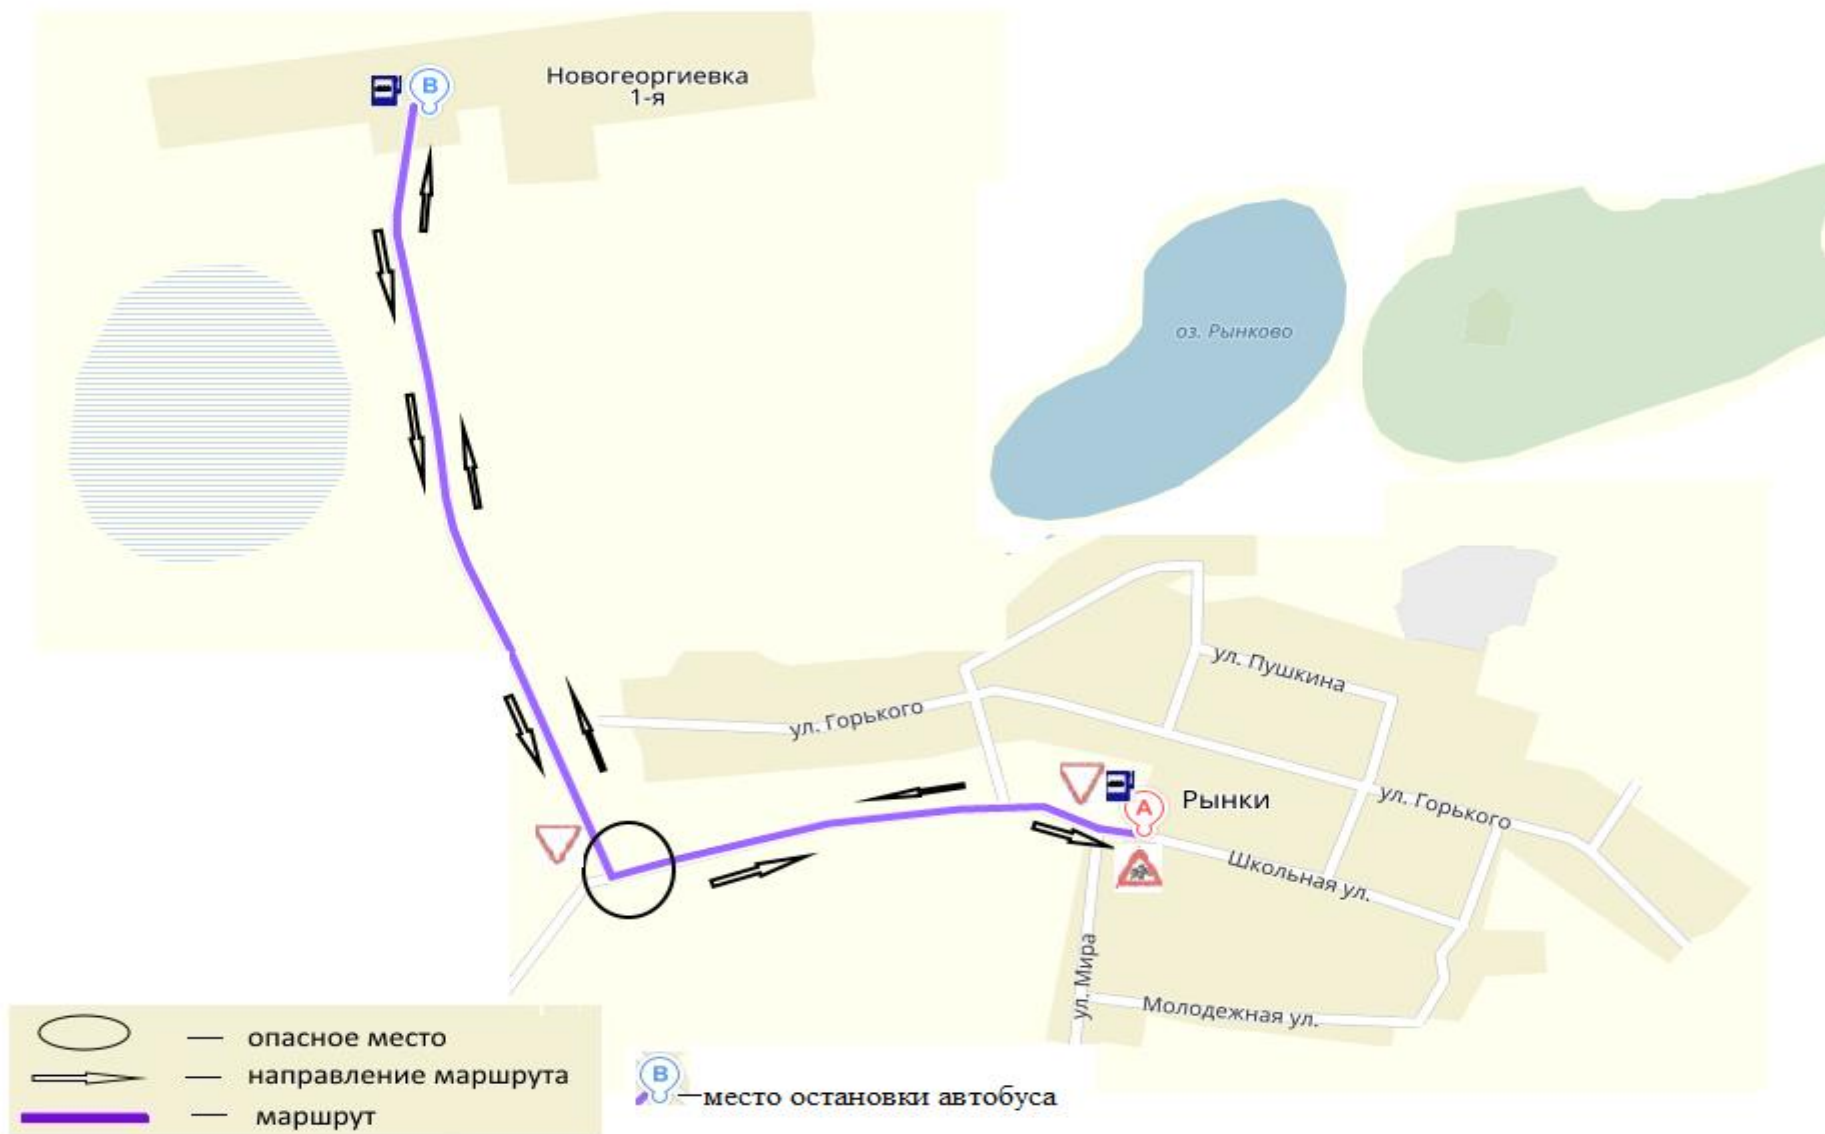 Новогеоргиевка
1-я
B
оз. Рынково
ул. Пушкина
ул. Горького
A
Рынки
ул. Горького
Школьная ул.
ул. Мира
Молодежная ул.
— опасное место
— направление маршрута
— маршрут
B
—место остановки автобуса